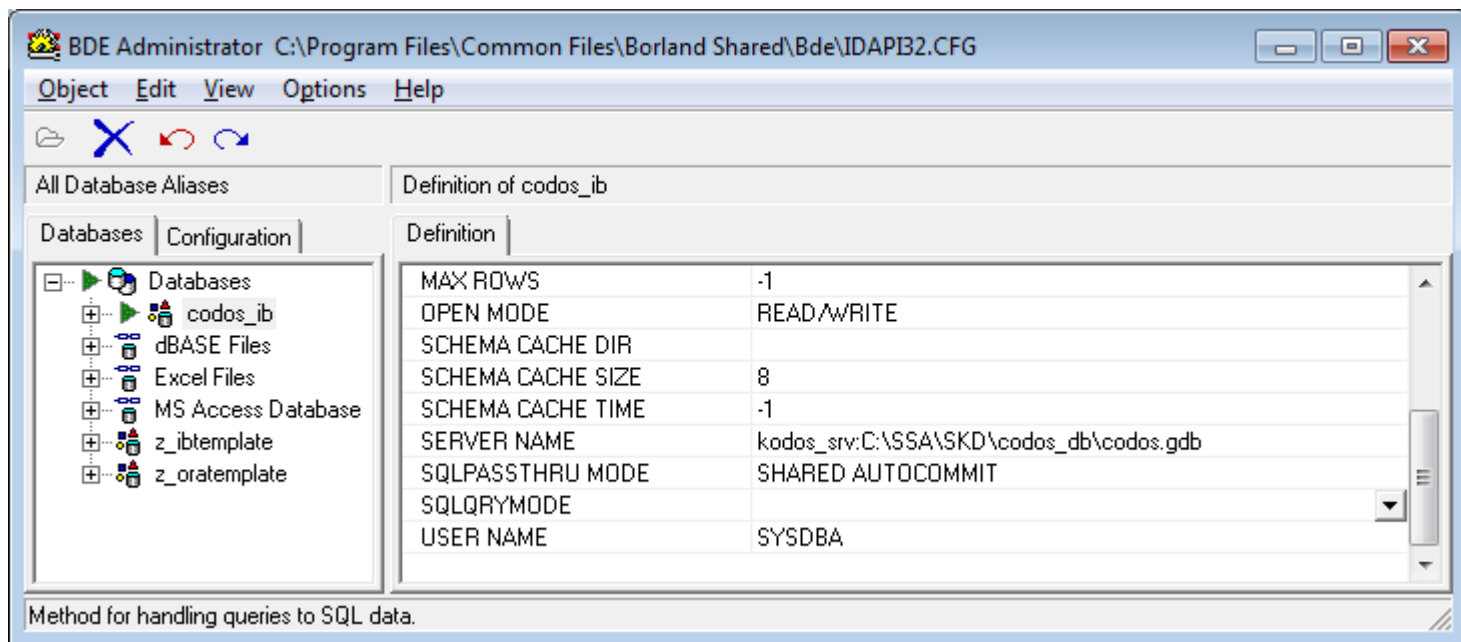 BDE Administrator C:\Program Files\Common Files\Borland Shared\Bde\IDAPI32.CFG
Object Edit View Options Help
All Database Aliases
Definition of codos_ib
Databases Configuration
Definition
Databases
codos_ib
dBASE Files
Excel Files
MS Access Database
z_ibtemplate
z_oratemplate
MAX ROWS -1
OPEN MODE READ/WRITE
SCHEMA CACHE DIR
SCHEMA CACHE SIZE 8
SCHEMA CACHE TIME -1
SERVER NAME kodos_srv:C:\SSA\SKD\codos_db\codos.gdb
SQLPASSTHRU MODE SHARED AUTOCOMMIT
SQLQRYMODE
USER NAME SYSDBA
Method for handling queries to SQL data.